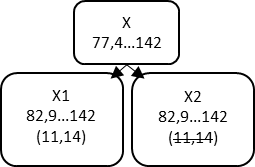 X
77,4...142
X1
82,9...142
(11,14)
X2
82,9...142
(11,14)